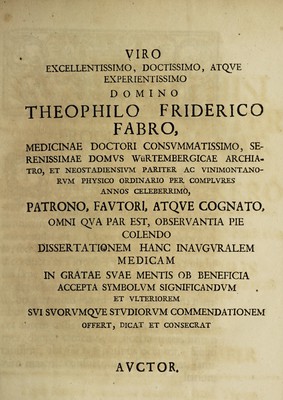 VIRO
EXCELLENTISSIMO, DOCTISSIMO, ATQVE
EXPERIENTISSIMO
DOMINO
THEOPHILO FRIDERICO
FABRO,
MEDICINAE DOCTORI CONSVMMATISSIMO, SE-
RENISSIMAE DOMVS WüRTEMBERGICAE ARCHIA-
TRO, ET NEOSTADIENSIVM PARITER AC VINIMONTANO-
RVM PHYSICO ORDINARIO PER COMPLVRES
ANNOS CELEBERRIMO,
PATRONO, FAVTORI, ATQVE COGNATO,
OMNI QVA PAR EST, OBSERVANTIA PIE
COLENDO
DISSERTATIONEM HANC INAVGVRALEM
MEDICAM
IN GRATAE SVAE MENTIS OB BENEFICIA
ACCEPTA SYMBOLVM SIGNIFICANDVM
ET VLTERIOREM
SVI SVORVMQVE STVDIORVM COMMENDATIONEM
OFFERT, DICAT ET CONSECRAT
AVCTOR.